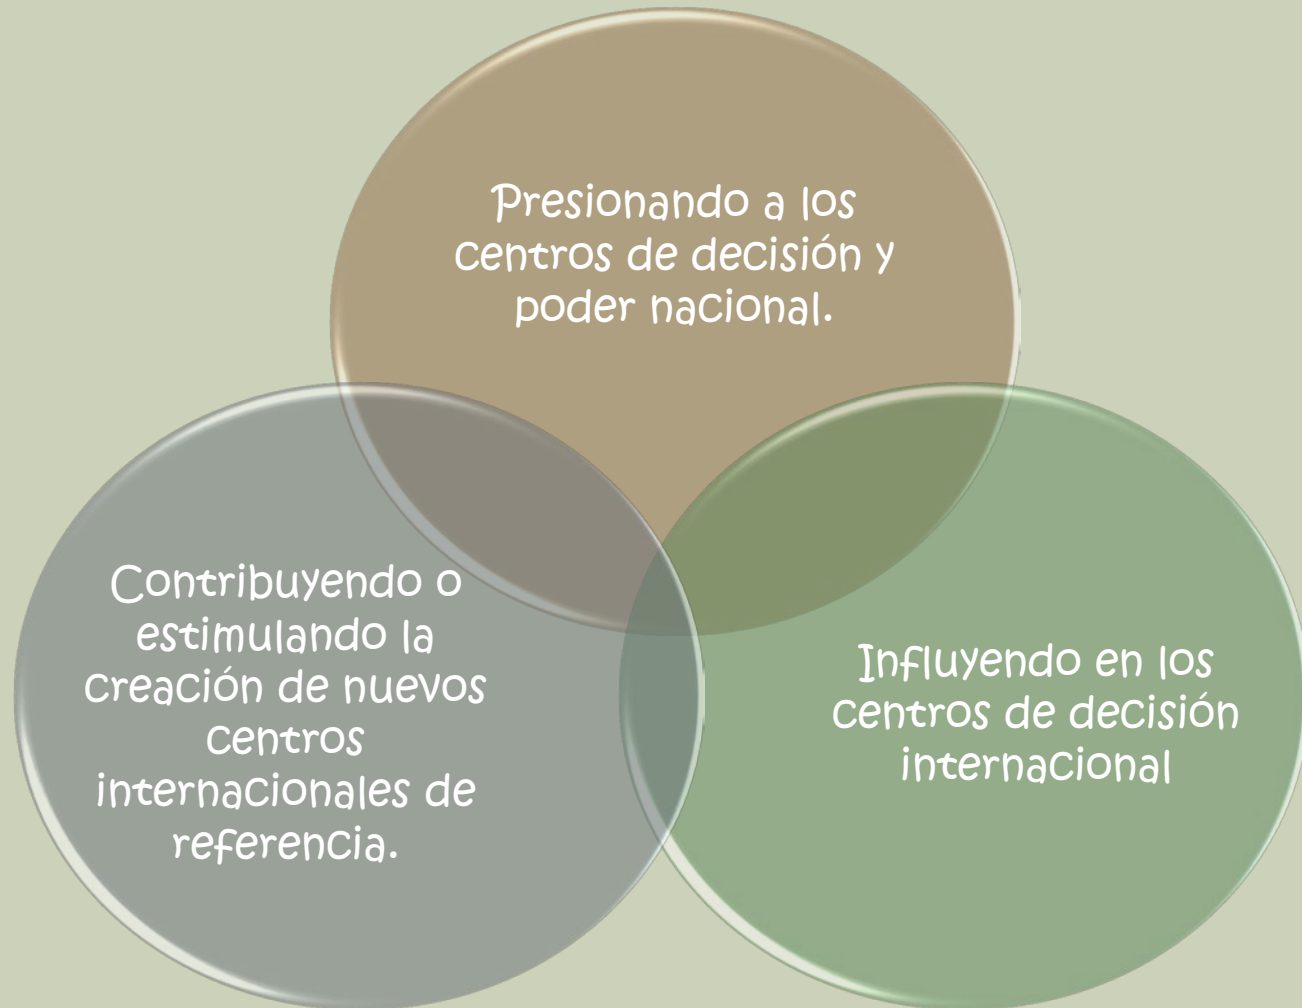 Presionando a los
centros de decisión y
poder nacional.
Contribuyendo o
estimulando la
creación de nuevos
centros
internacionales de
referencia.
Influyendo en los
centros de decisión
internacional